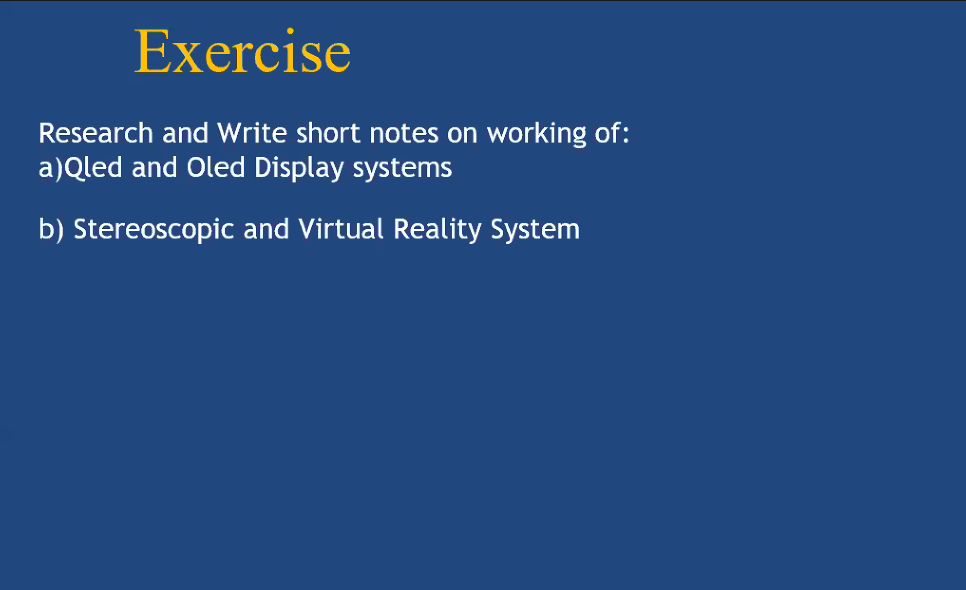 Exercise
Research and Write short notes on working of:
a)Qled and Oled Display systems
b) Stereoscopic and Virtual Reality System